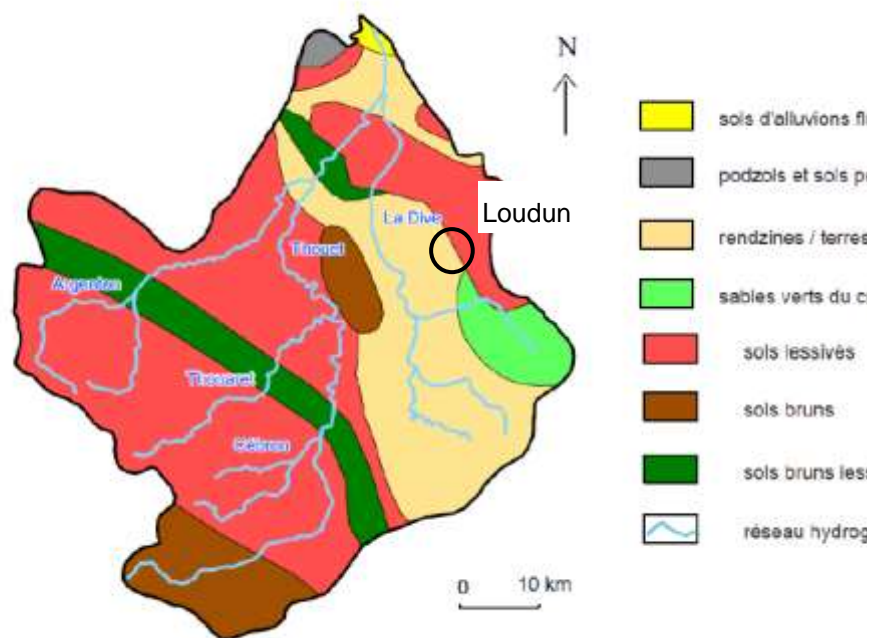 N
sols d'alluvions fl
podzols et sols p
Loudun
La Dive
rendzines / terres
Thouet
sables verts du c
Argenton
sols lessivés
Thouaret
sols bruns
Cébron
sols bruns les
réseau hydrog
0 10 km